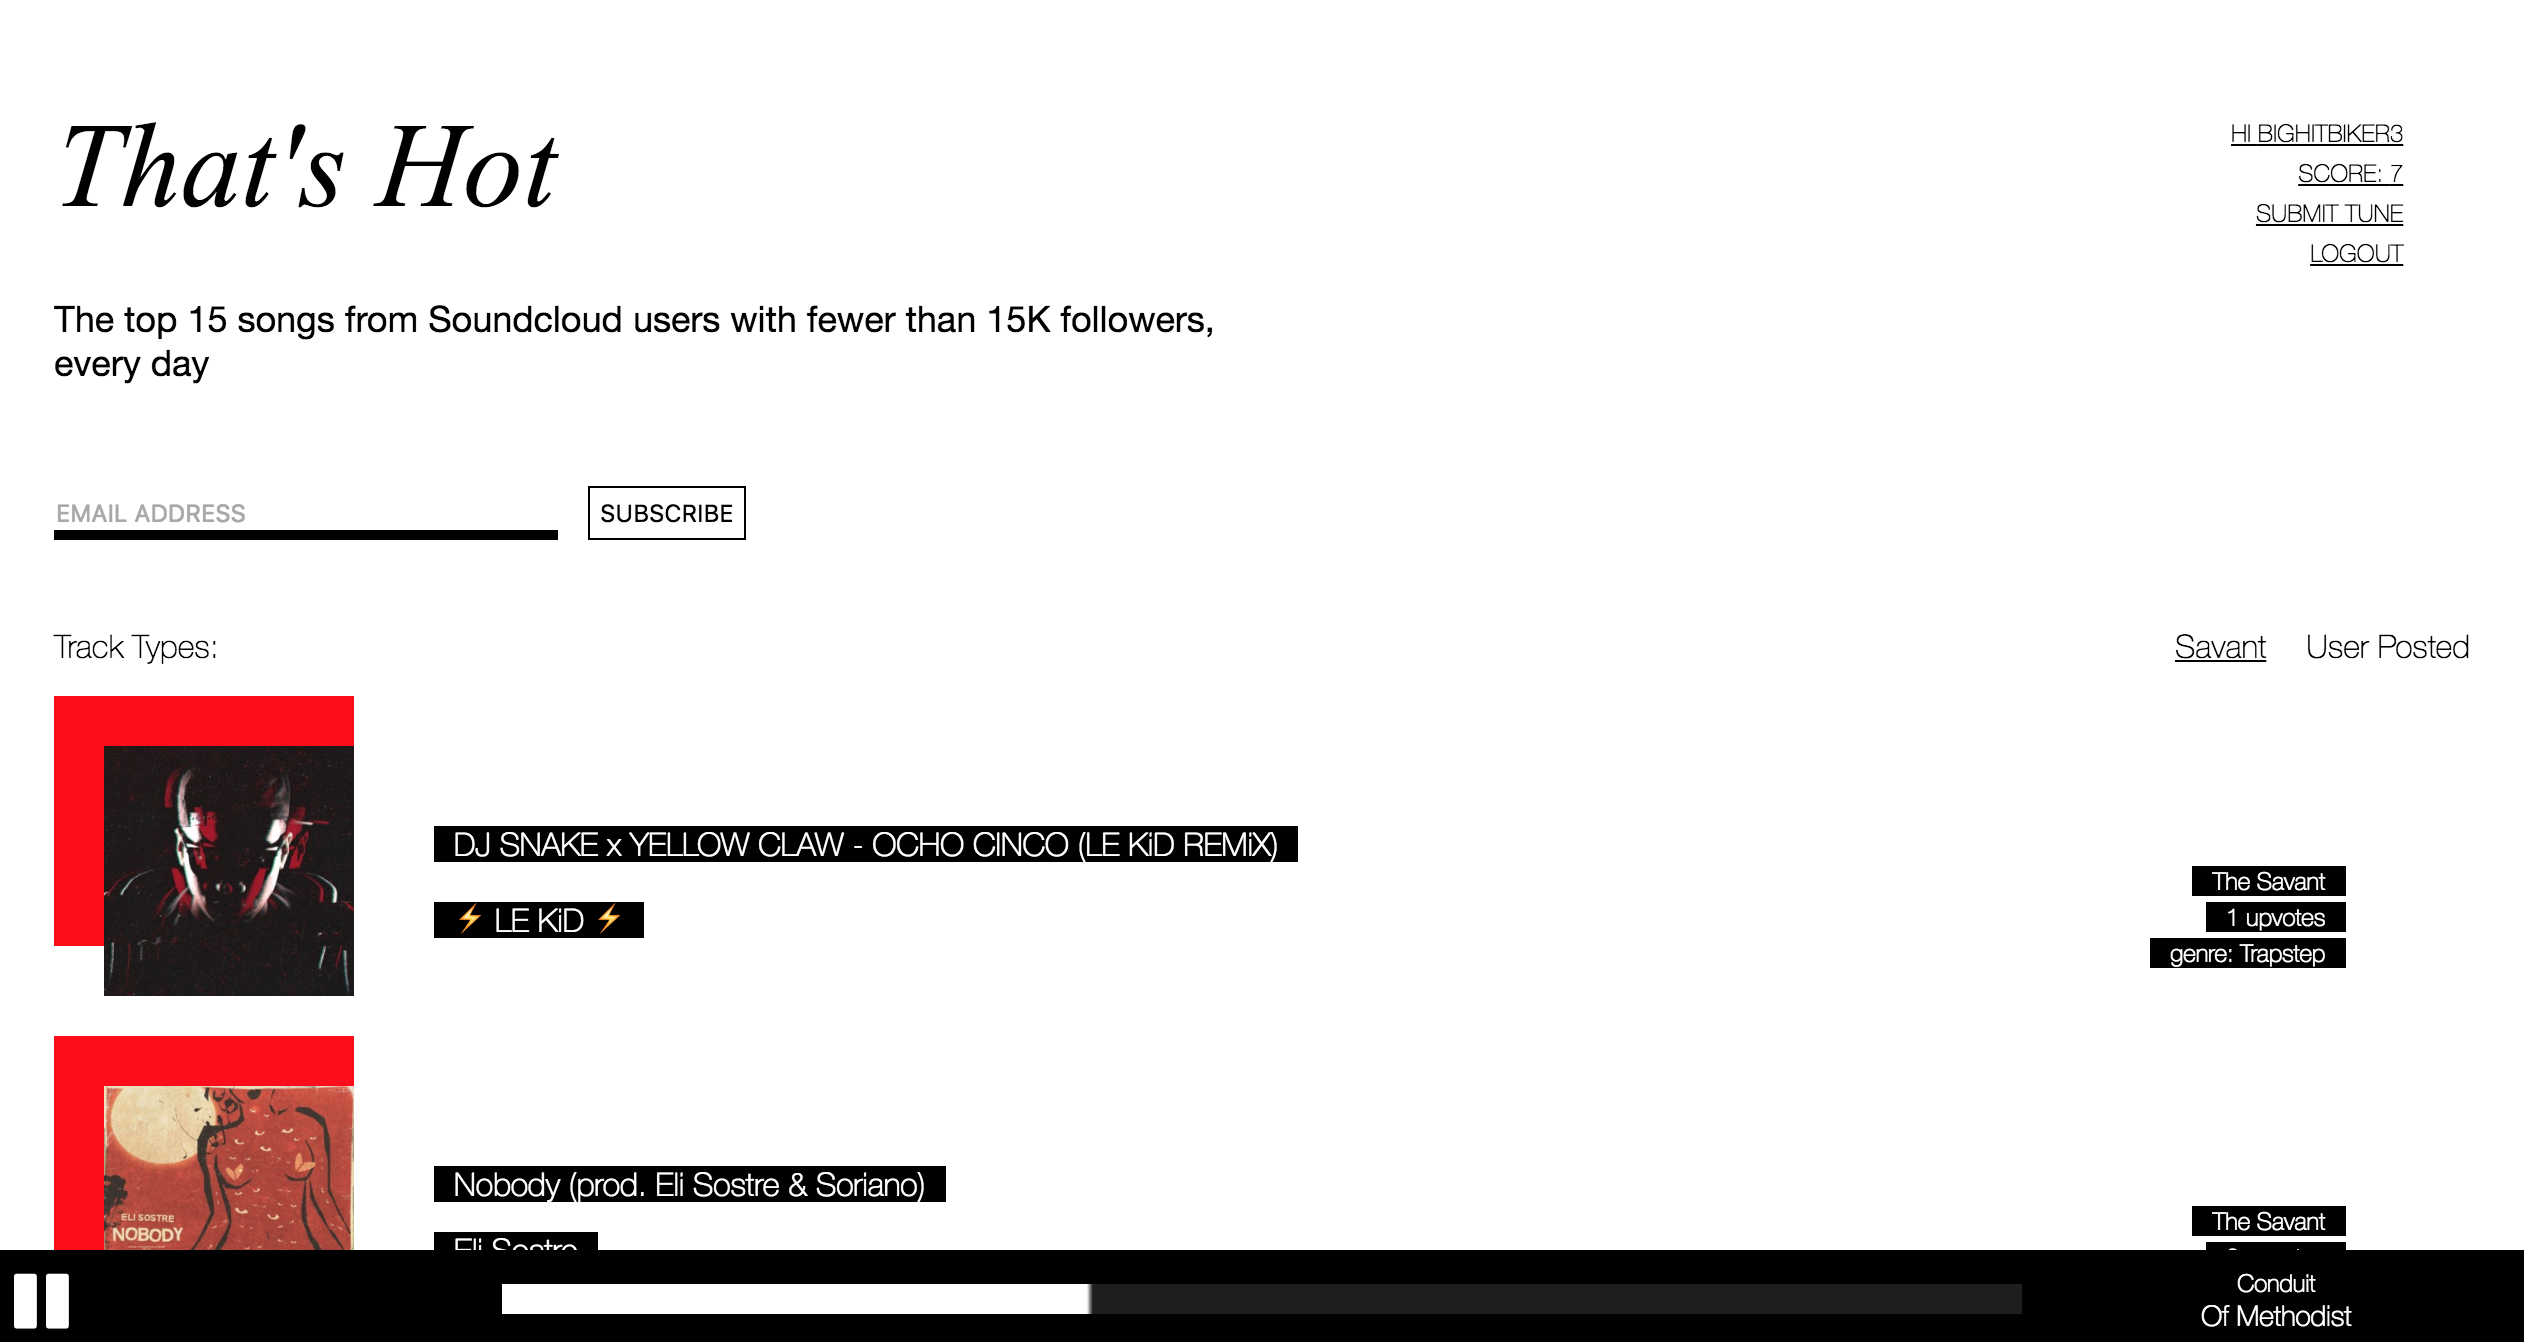 That's Hot
HI BIGHITBIKER3
SCORE: 7
SUBMIT TUNE
LOGOUT
The top 15 songs from Soundcloud users with fewer than 15K followers,
every day
EMAIL ADDRESS
SUBSCRIBE
Track Types:
Savant
User Posted
DJ SNAKE x YELLOW CLAW - OCHO CINCO (LE KiD REMiX)
⚡ LE KiD ⚡
The Savant
1 upvotes
genre: Trapstep
ELI SOSTRE
NOBODY
Nobody (prod. Eli Sostre & Soriano)
Eli Sostre
The Savant
Conduit
Of Methodist